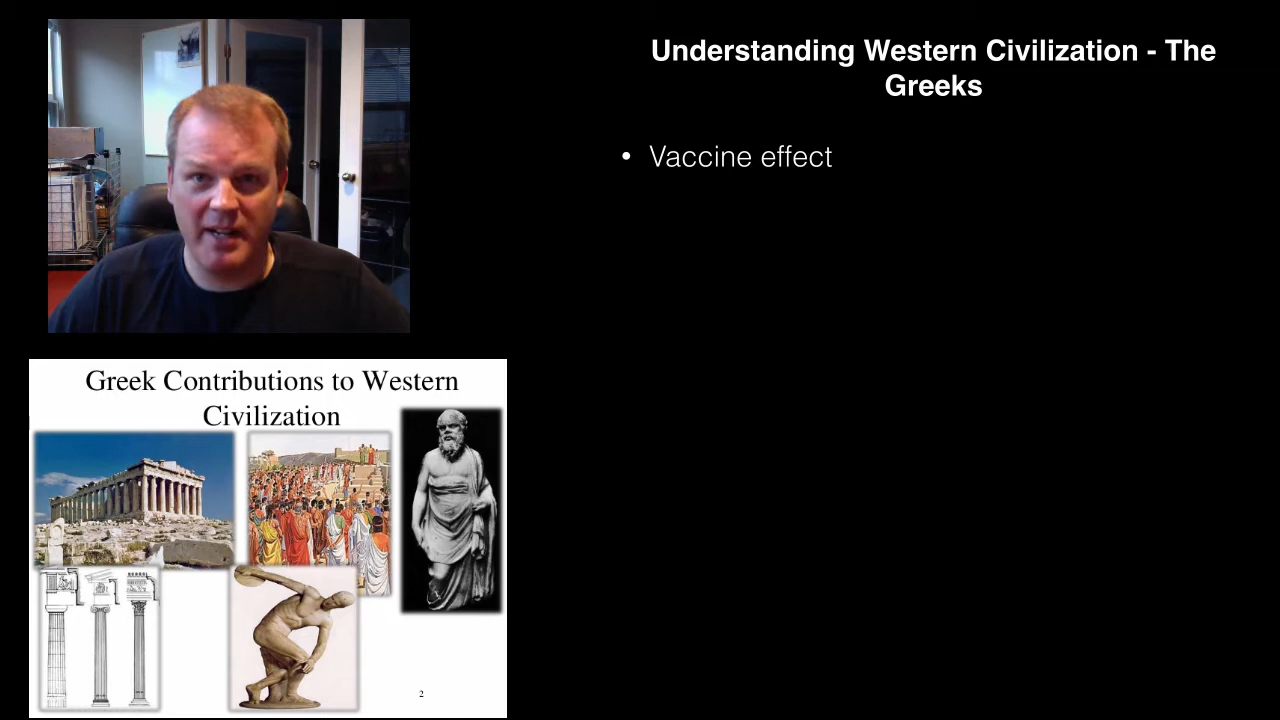 Understanding Western Civilization - The
Greeks
• Vaccine effect
Greek Contributions to Western
Civilization
2